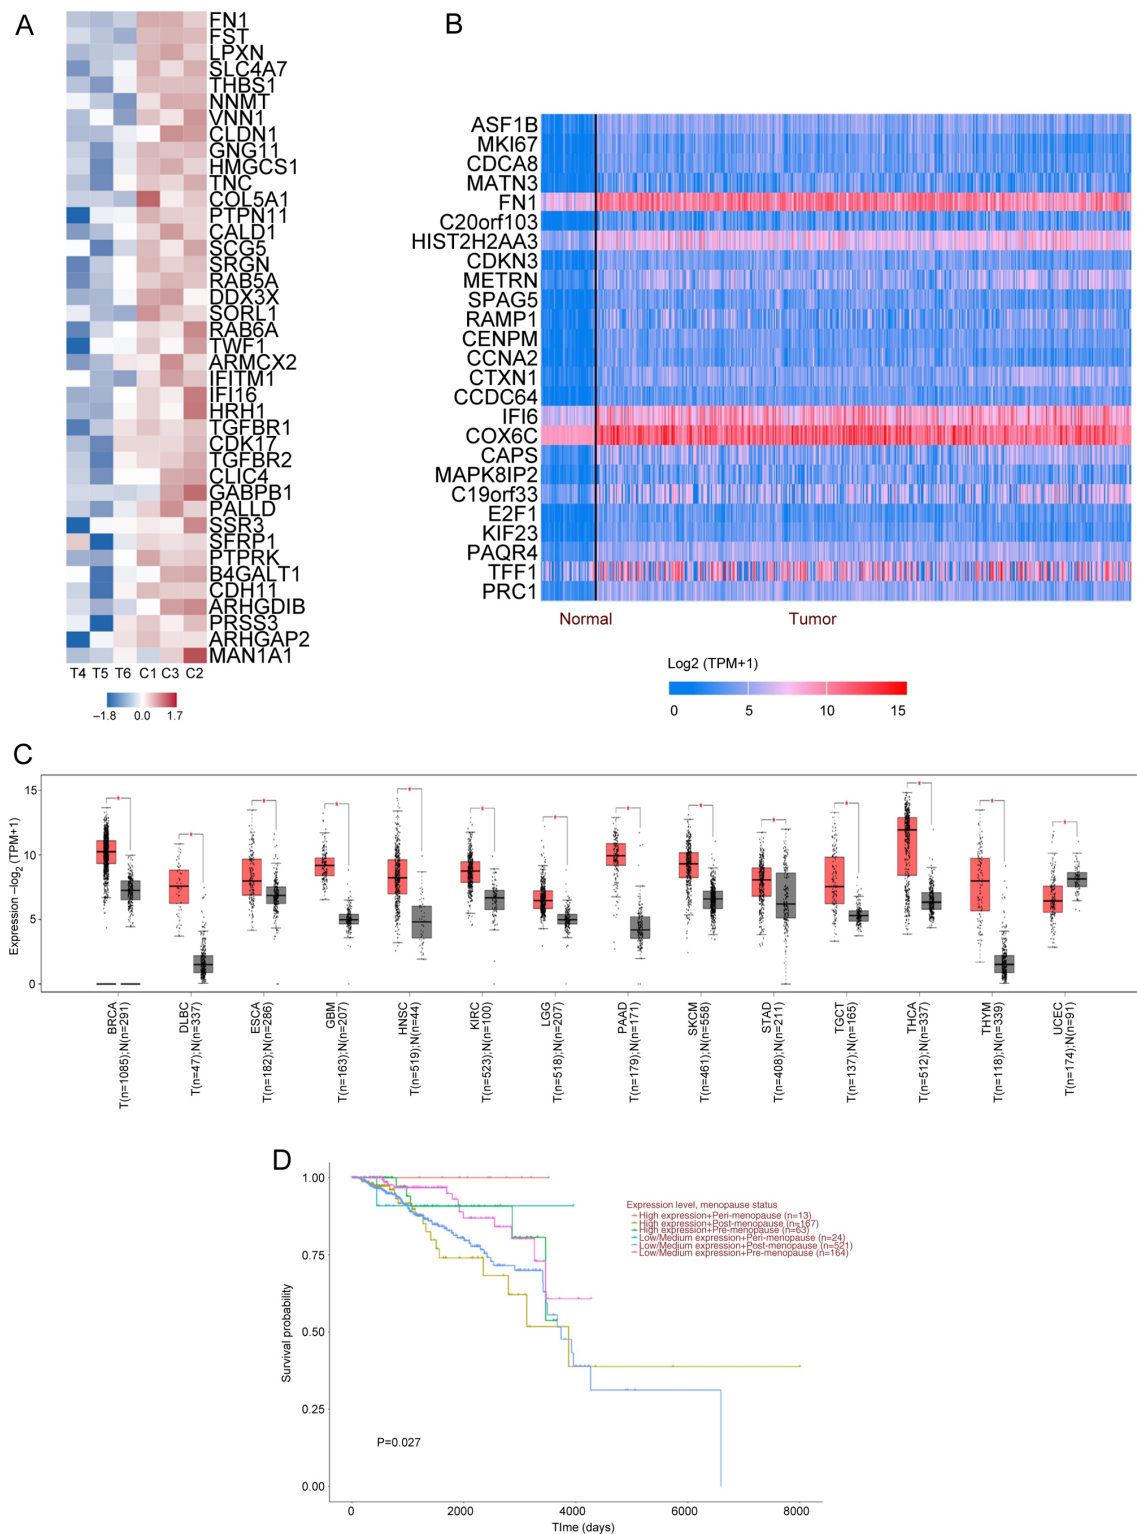 A
FN1
FST
LPXN
SLC4A7
THBS1
NNMT
VNN1
CLDN1
GNG11
HMGCS1
TNC
COL5A1
PTPN11
CALD1
SCG5
SRGN
RAB5A
DDX3X
SORL1
RAB6A
TWF1
ARMCX2
IFITM1
IFI16
HRH1
TGFBR1
CDK17
TGFBR2
CLIC4
GABPB1
PALLD
SSR3
SFRP1
PTPRK
B4GALT1
CDH11
ARHGDIB
PRSS3
ARHGAP2
MAN1A1
T4 T5 T6 C1 C3 C2
−1.8 0.0 1.7
B
ASF1B
MKI67
CDCA8
MATN3
FN1
C20orf103
HIST2H2AA3
CDKN3
METRN
SPAG5
RAMP1
CENPM
CCNA2
CTXN1
CCDC64
IFI6
COX6C
CAPS
MAPK8IP2
C19orf33
E2F1
KIF23
PAQR4
TFF1
PRC1
Normal Tumor
Log2 (TPM+1)
0 5 10 15
C
Expression −log2 (TPM+1)
15
10
5
0
BRCA
T(n=1085);N(n=291)
DLBC
T(n=47);N(n=337)
ESCA
T(n=182);N(n=286)
GBM
T(n=163);N(n=207)
HNSC
T(n=519);N(n=44)
KIRC
T(n=523);N(n=100)
LGG
T(n=518);N(n=207)
PAAD
T(n=179);N(n=171)
SKCM
T(n=461);N(n=558)
STAD
T(n=408);N(n=211)
TGCT
T(n=137);N(n=165)
THCA
T(n=512);N(n=337)
THYM
T(n=118);N(n=339)
UCEC
T(n=174);N(n=91)
D
Survival probability
1.00
0.75
0.50
0.25
0.00
Expression level, menopause status
High expression+Peri-menopause (n=13)
High expression+Post-menopause (n=167)
High expression+Pre-menopause (n=63)
Low/Medium expression+Peri-menopause (n=24)
Low/Medium expression+Post-menopause (n=521)
Low/Medium expression+Pre-menopause (n=164)
P=0.027
0 2000 4000 6000 8000
TIme (days)